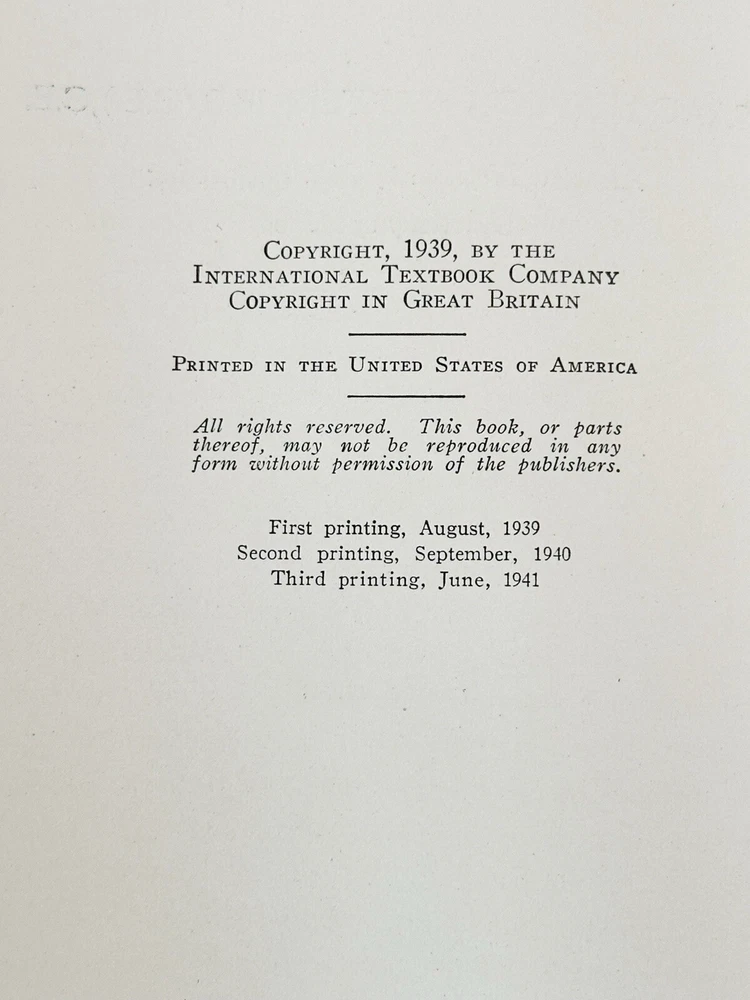 COPYRIGHT, 1939, BY THE
INTERNATIONAL TEXTBOOK COMPANY
COPYRIGHT IN GREAT BRITAIN
PRINTED IN THE UNITED STATES OF AMERICA
All rights reserved. This book, or parts
thereof, may not be reproduced in any
form without permission of the publishers.
First printing, August, 1939
Second printing, September, 1940
Third printing, June, 1941